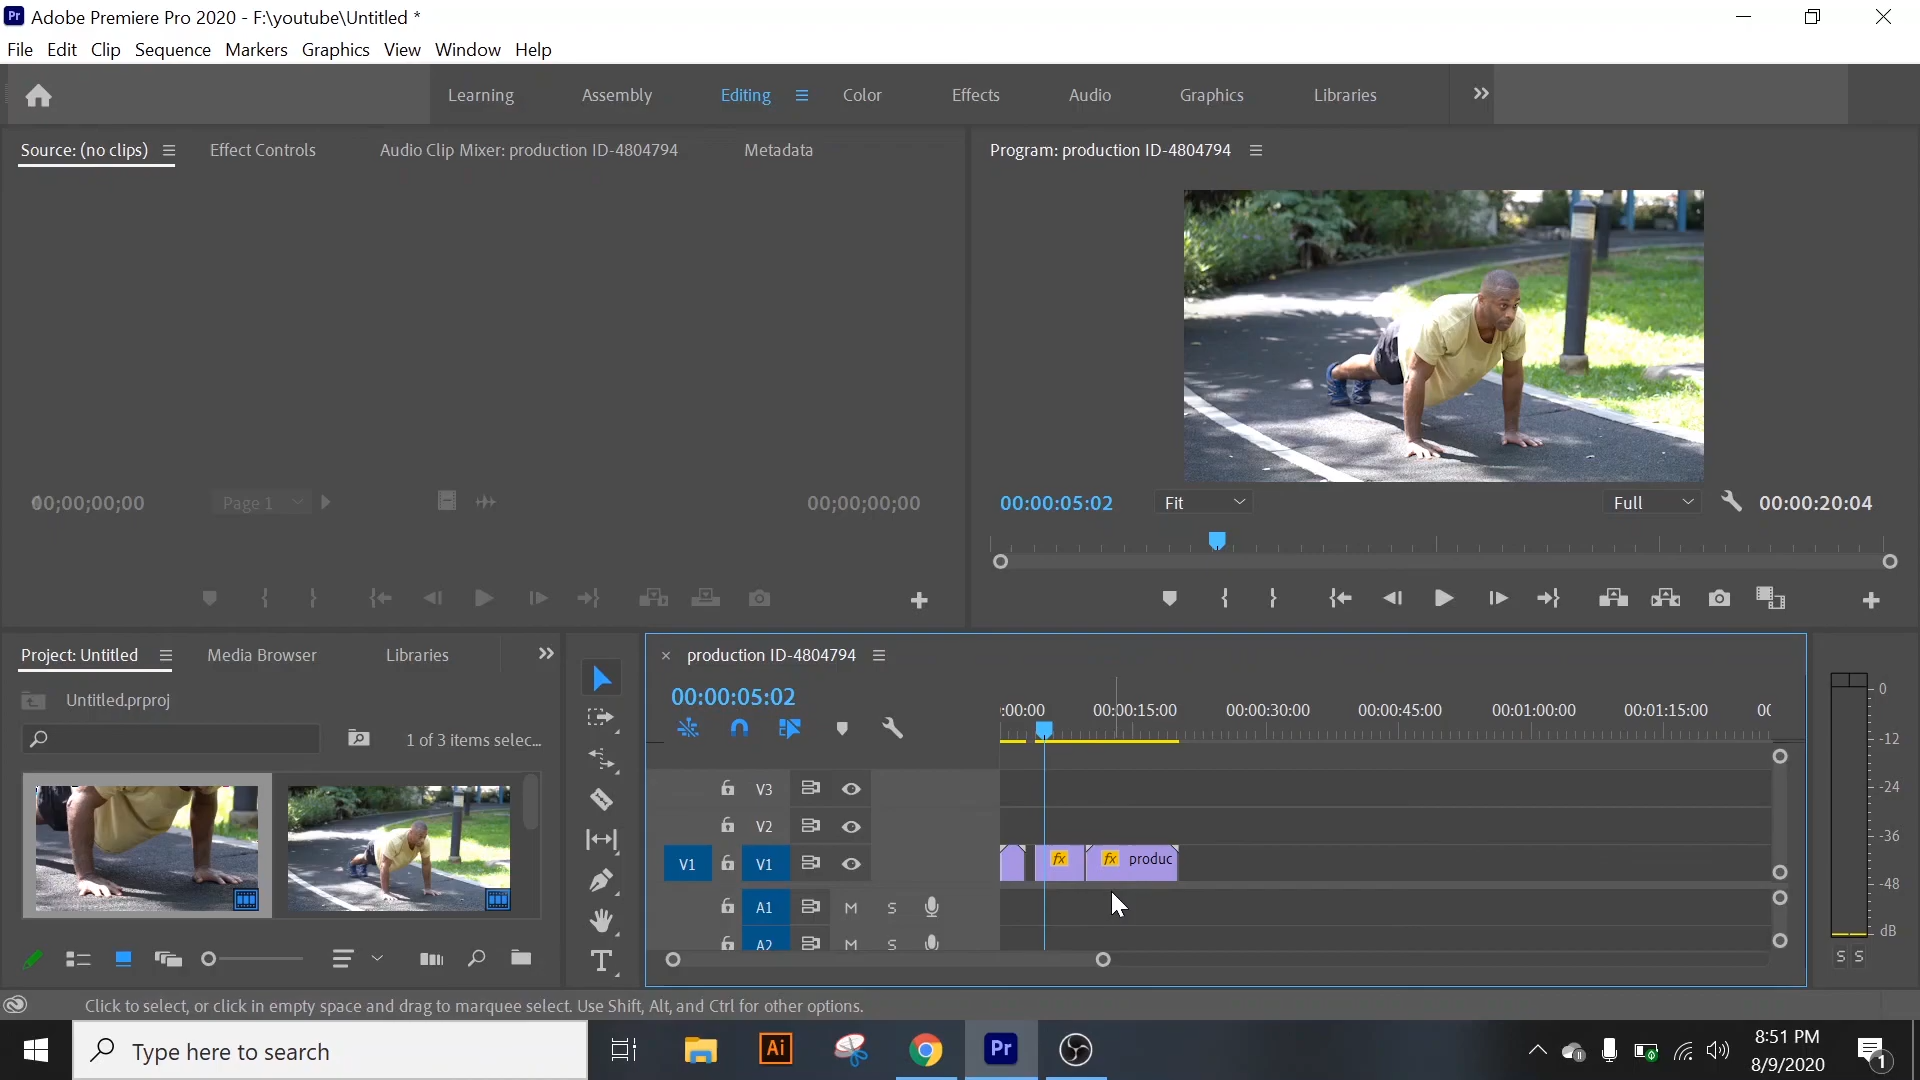 Pr Adobe Premiere Pro 2020 - F:\youtube\Untitled *
File Edit Clip Sequence Markers Graphics View Window Help
Learning Assembly Editing Color Effects Audio Graphics Libraries
Source: (no clips) Effect Controls Audio Clip Mixer: production ID-4804794 Metadata
Program: production ID-4804794
00;00;00;00 Page 1 00;00;00;00
00:00:05:02 Fit Full 00:00:20:04
Project: Untitled Media Browser Libraries
Untitled.prproj
1 of 3 items selec...
production ID-4804794
00:00:05:02
:00:00 00:00:15:00 00:00:30:00 00:00:45:00 00:01:00:00 00:01:15:00 00
V3
V2
V1 V1 fx fx produc
A1 M S
A2 M S
0
-12
-24
-36
-48
dB
S S
T
Click to select, or click in empty space and drag to marquee select. Use Shift, Alt, and Ctrl for other options.
Type here to search
Ai
Pr
8:51 PM
8/9/2020
1